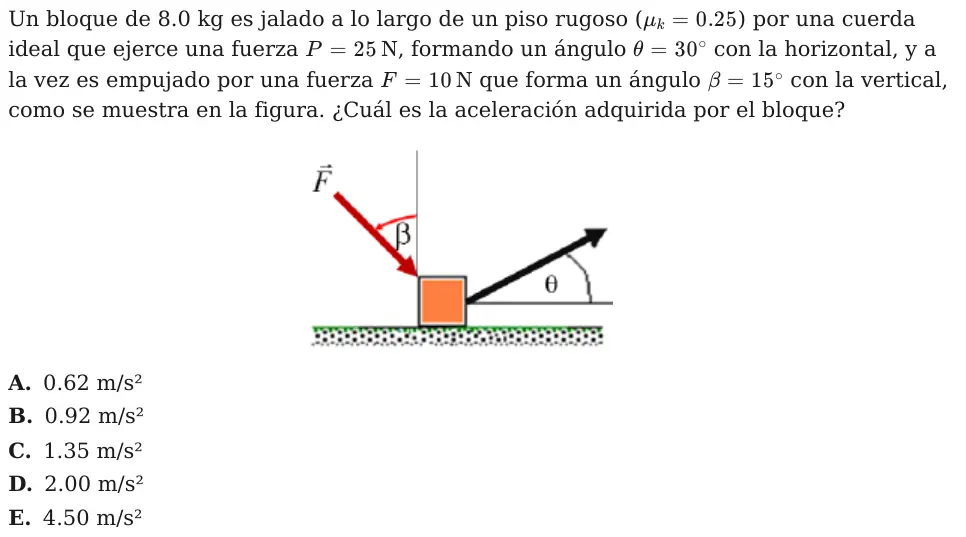 Un bloque de 8.0 kg es jalado a lo largo de un piso rugoso (μₖ = 0.25) por una cuerda
ideal que ejerce una fuerza P = 25 N, formando un ángulo θ = 30° con la horizontal, y a
la vez es empujado por una fuerza F = 10 N que forma un ángulo β = 15° con la vertical,
como se muestra en la figura. ¿Cuál es la aceleración adquirida por el bloque?
F⃗
β
θ
A. 0.62 m/s²
B. 0.92 m/s²
C. 1.35 m/s²
D. 2.00 m/s²
E. 4.50 m/s²